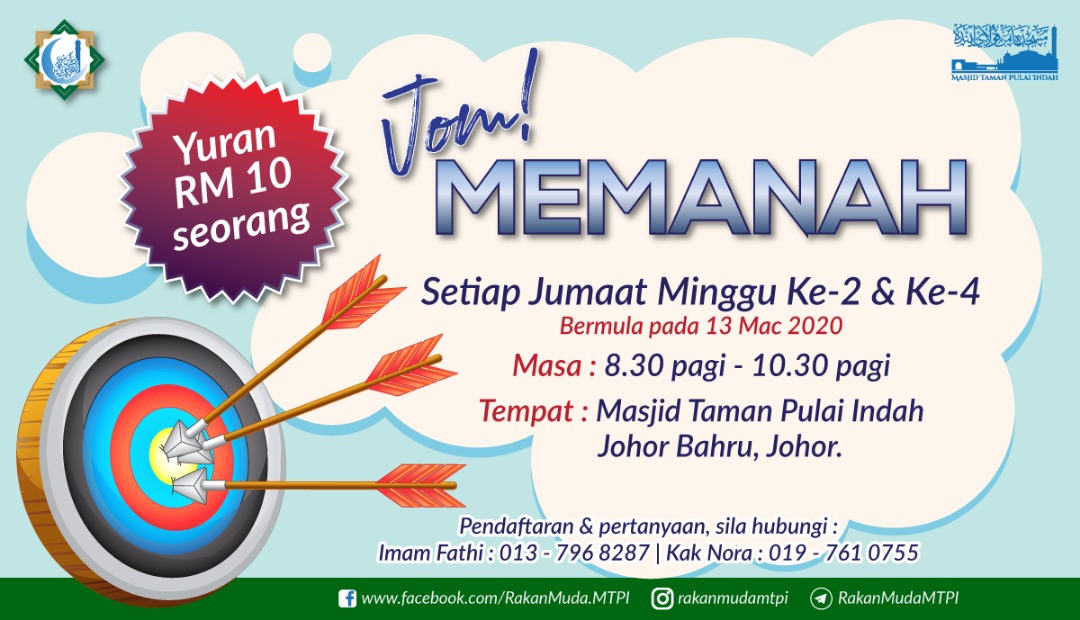 MASJID TAMAN PULAI INDAH
Yuran
RM 10
seorang
Jom!
MEMANAH
Setiap Jumaat Minggu Ke-2 & Ke-4
Bermula pada 13 Mac 2020
Masa : 8.30 pagi - 10.30 pagi
Tempat : Masjid Taman Pulai Indah
Johor Bahru, Johor.
Pendaftaran & pertanyaan, sila hubungi :
Imam Fathi : 013 - 796 8287 | Kak Nora : 019 - 761 0755
www.facebook.com/RakanMuda.MTPI rakanmudamtpi RakanMudaMTPI